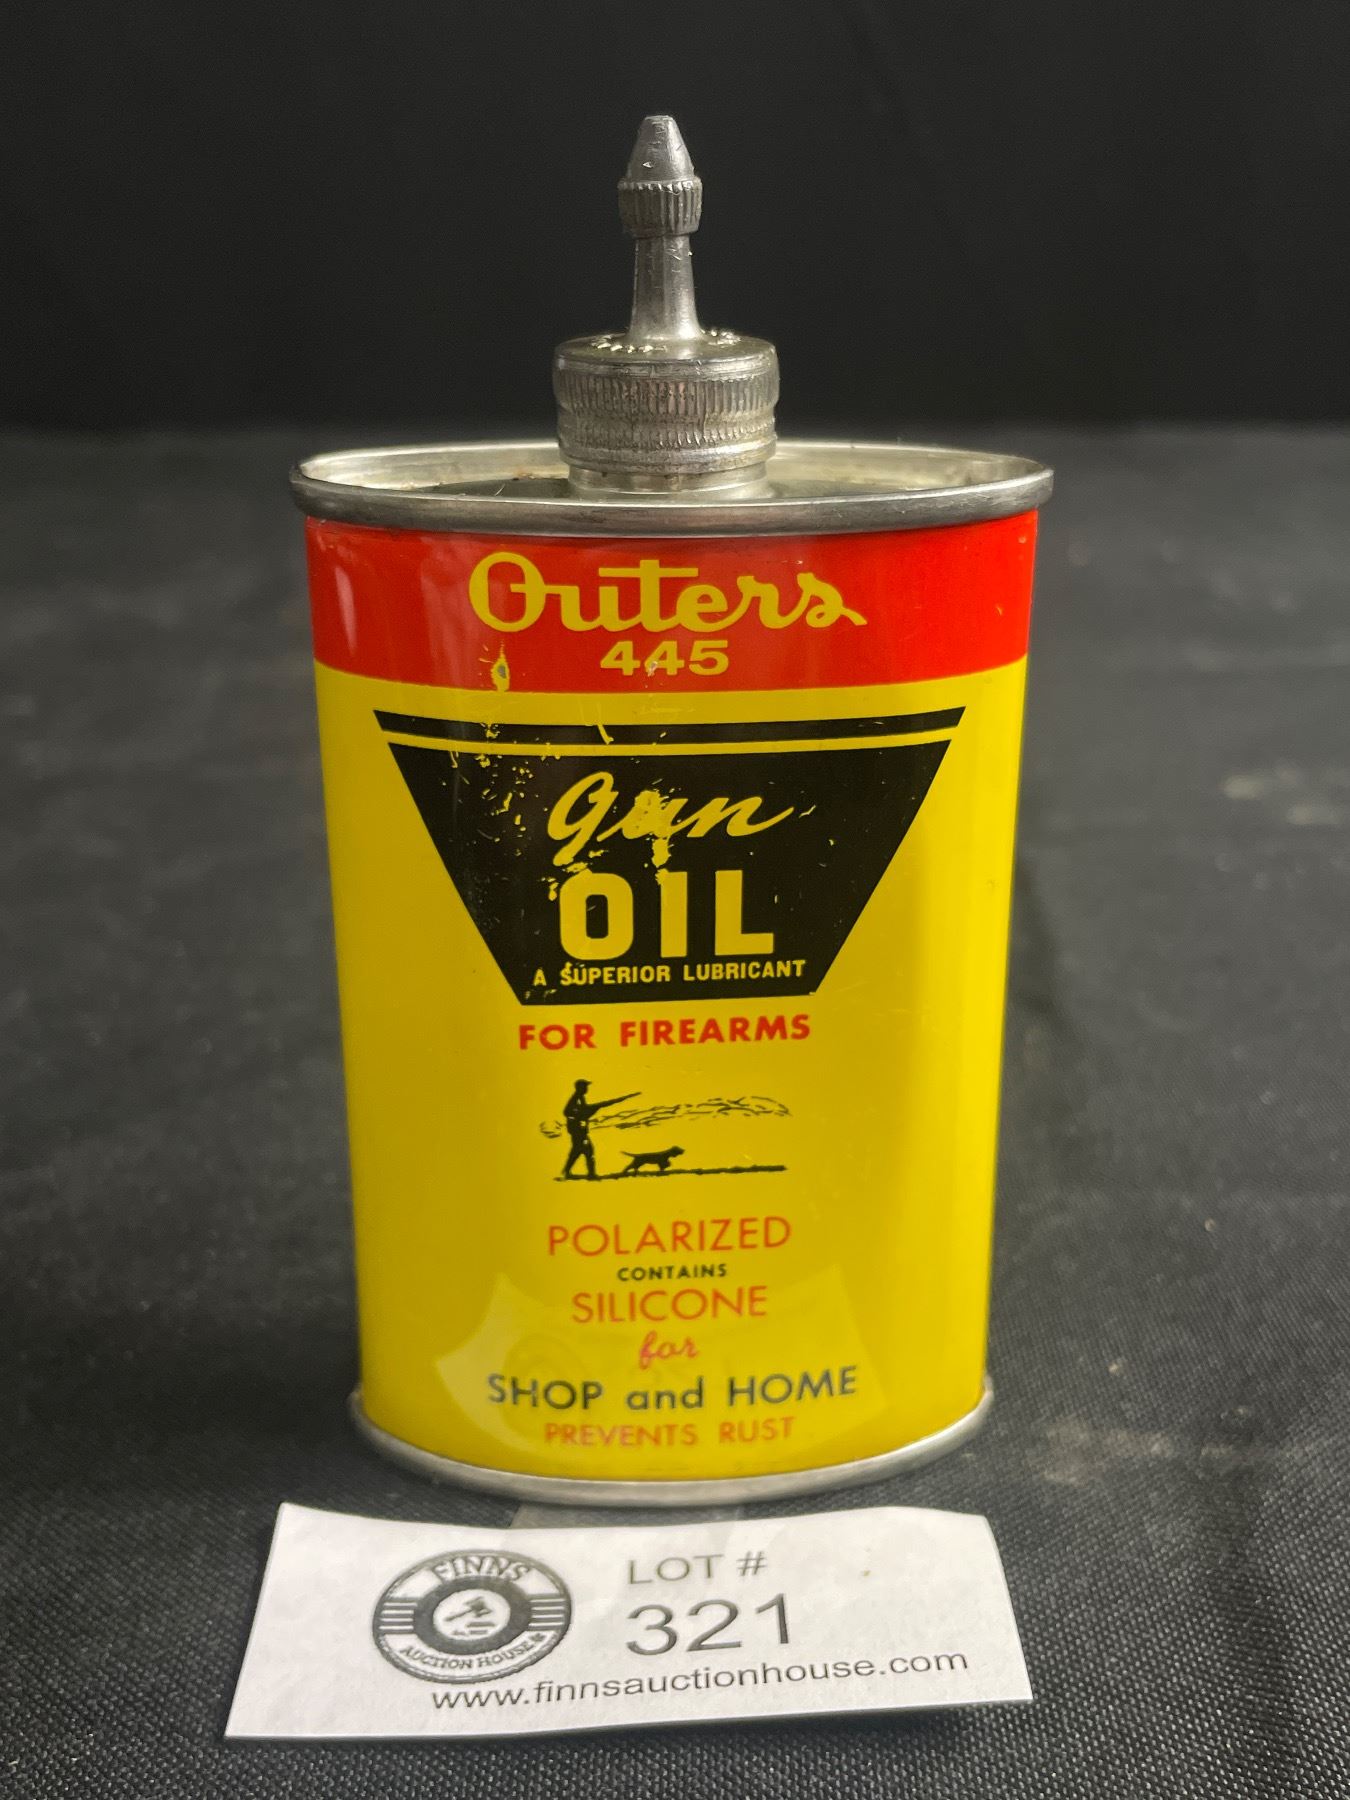 Outers
445
Gun
OIL
A SUPERIOR LUBRICANT
FOR FIREARMS
POLARIZED
CONTAINS
SILICONE
for
SHOP and HOME
PREVENTS RUST
FINNS
AUCTION HOUSE
LOT #
321
www.finnsauctionhouse.com